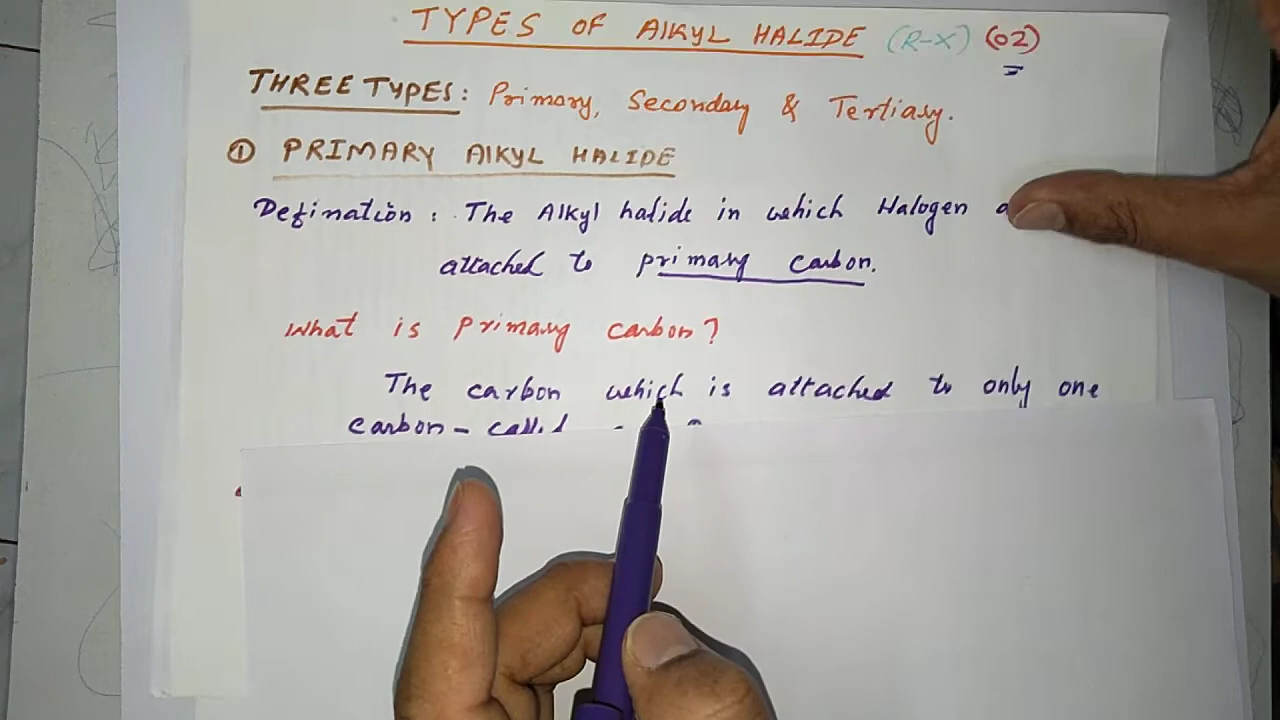 TYPES OF AlKyL HALIDE (R-X) (02)
THREE TYPES: Primary, Secondary & Tertiary.
① PRIMARY AlKyL HALIDE
Defination: The Alkyl halide in which Halogen
attached to primary carbon.
What is primary carbon?
The carbon which is attached to only one
carbon - called